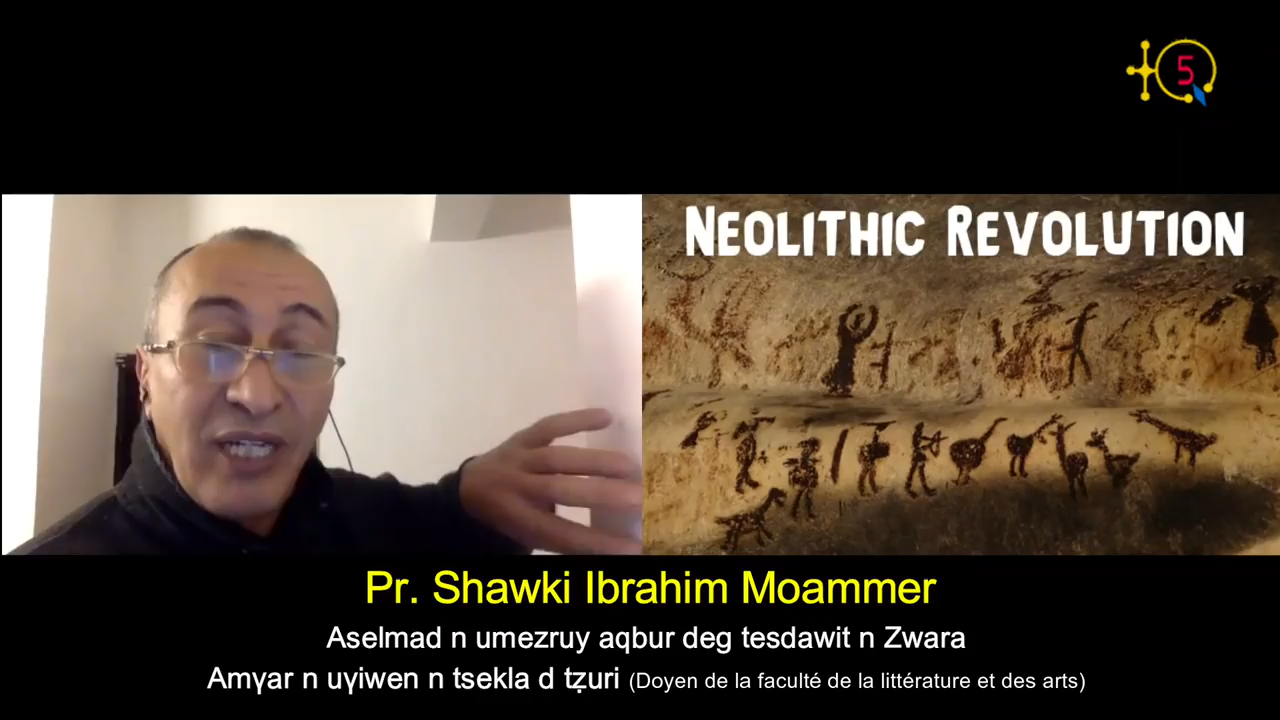 5
NEOLITHIC REVOLUTION
Pr. Shawki Ibrahim Moammer
Aselmad n umezruy aqbur deg tesdawit n Zwara
Amɣar n uɣiwen n tsekla d tẓuri (Doyen de la faculté de la littérature et des arts)